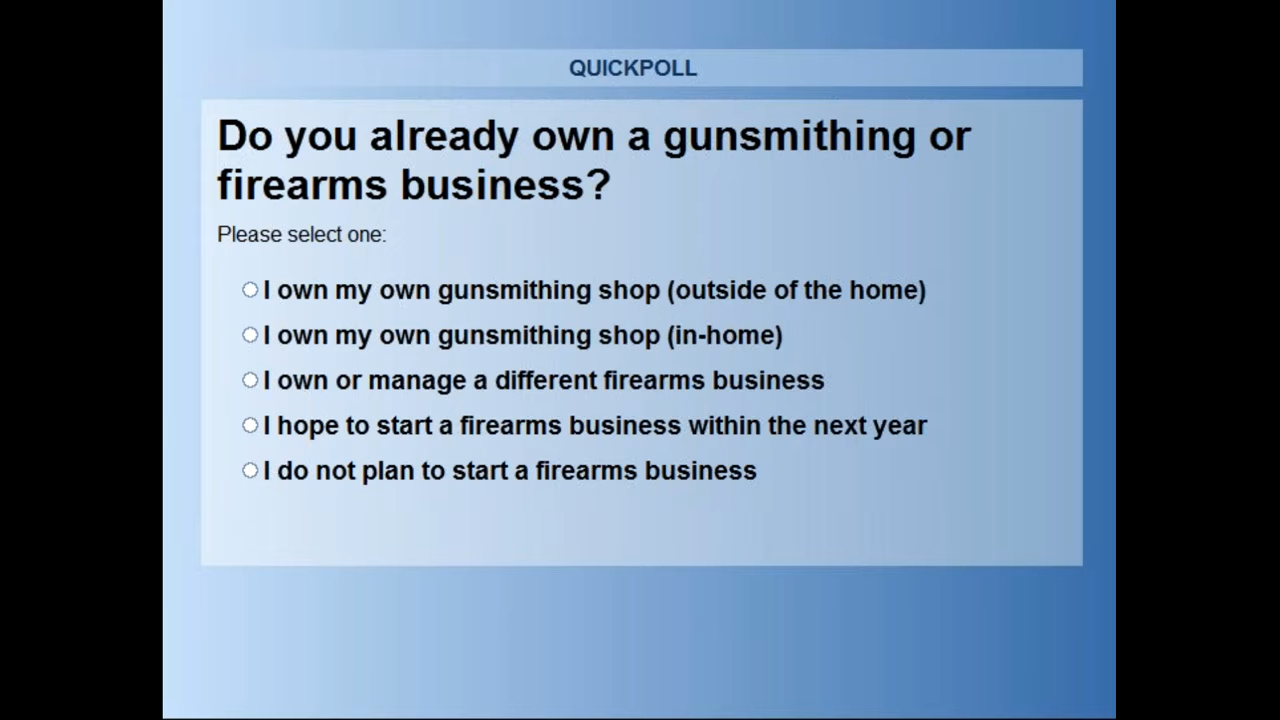 QUICKPOLL
Do you already own a gunsmithing or
firearms business?
Please select one:
I own my own gunsmithing shop (outside of the home)
I own my own gunsmithing shop (in-home)
I own or manage a different firearms business
I hope to start a firearms business within the next year
I do not plan to start a firearms business